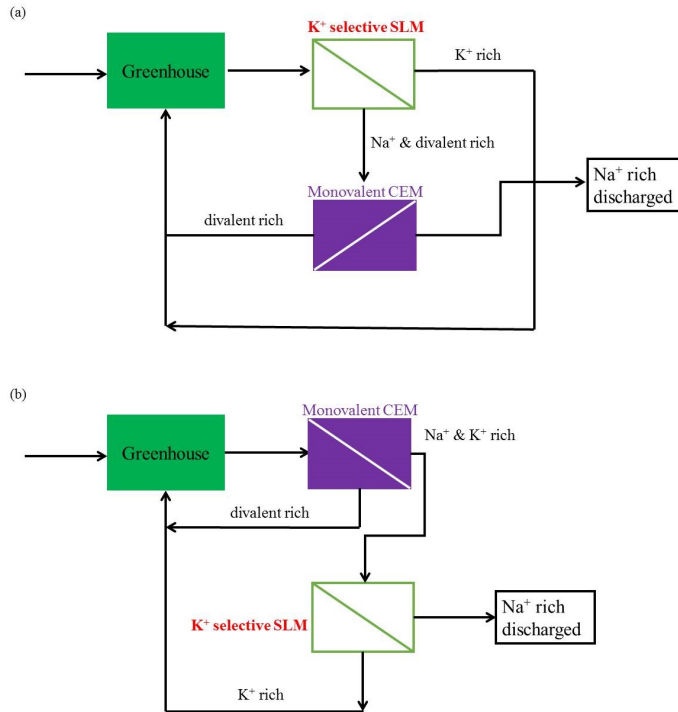 (a)
K⁺ selective SLM
Greenhouse
K⁺ rich
Na⁺ & divalent rich
Na⁺ rich
discharged
Monovalent CEM
divalent rich
(b)
Monovalent CEM
Na⁺ & K⁺ rich
Greenhouse
divalent rich
Na⁺ rich
discharged
K⁺ selective SLM
K⁺ rich